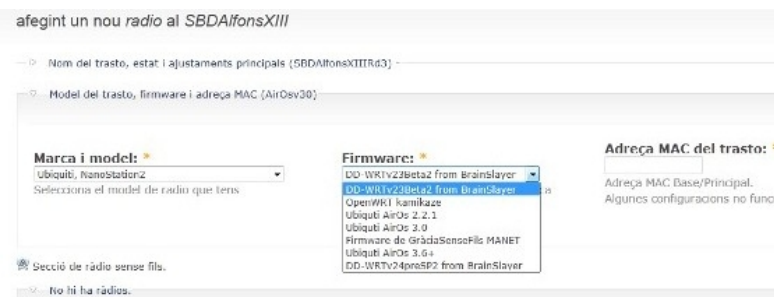 afegint un nou radio al SBDAlfonsXIII
Nom del trasto, estat i ajustaments principals (SBDAlfonsXIIIRd3)
Model del trasto, firmware i adreça MAC (AirOsv30)
Marca i model: *
Ubiquiti, NanoStation2
Selecciona el model de radio que tens
Firmware: *
DD-WRTv23Beta2 from BrainSlayer
DD-WRTv23Beta2 from BrainSlayer
a
OpenWRT kamikaze
Ubiquti AirOs 2.2.1
Ubiquti AirOs 3.0
Firmware de GràciaSenseFils MANET
Ubiquti AirOs 3.6+
DD-WRTv24preSP2 from BrainSlayer
Adreça MAC del trasto: *
Adreça MAC Base/Principal.
Algunes configuracions no func
Secció de ràdio sense fils.
No hi ha ràdios.